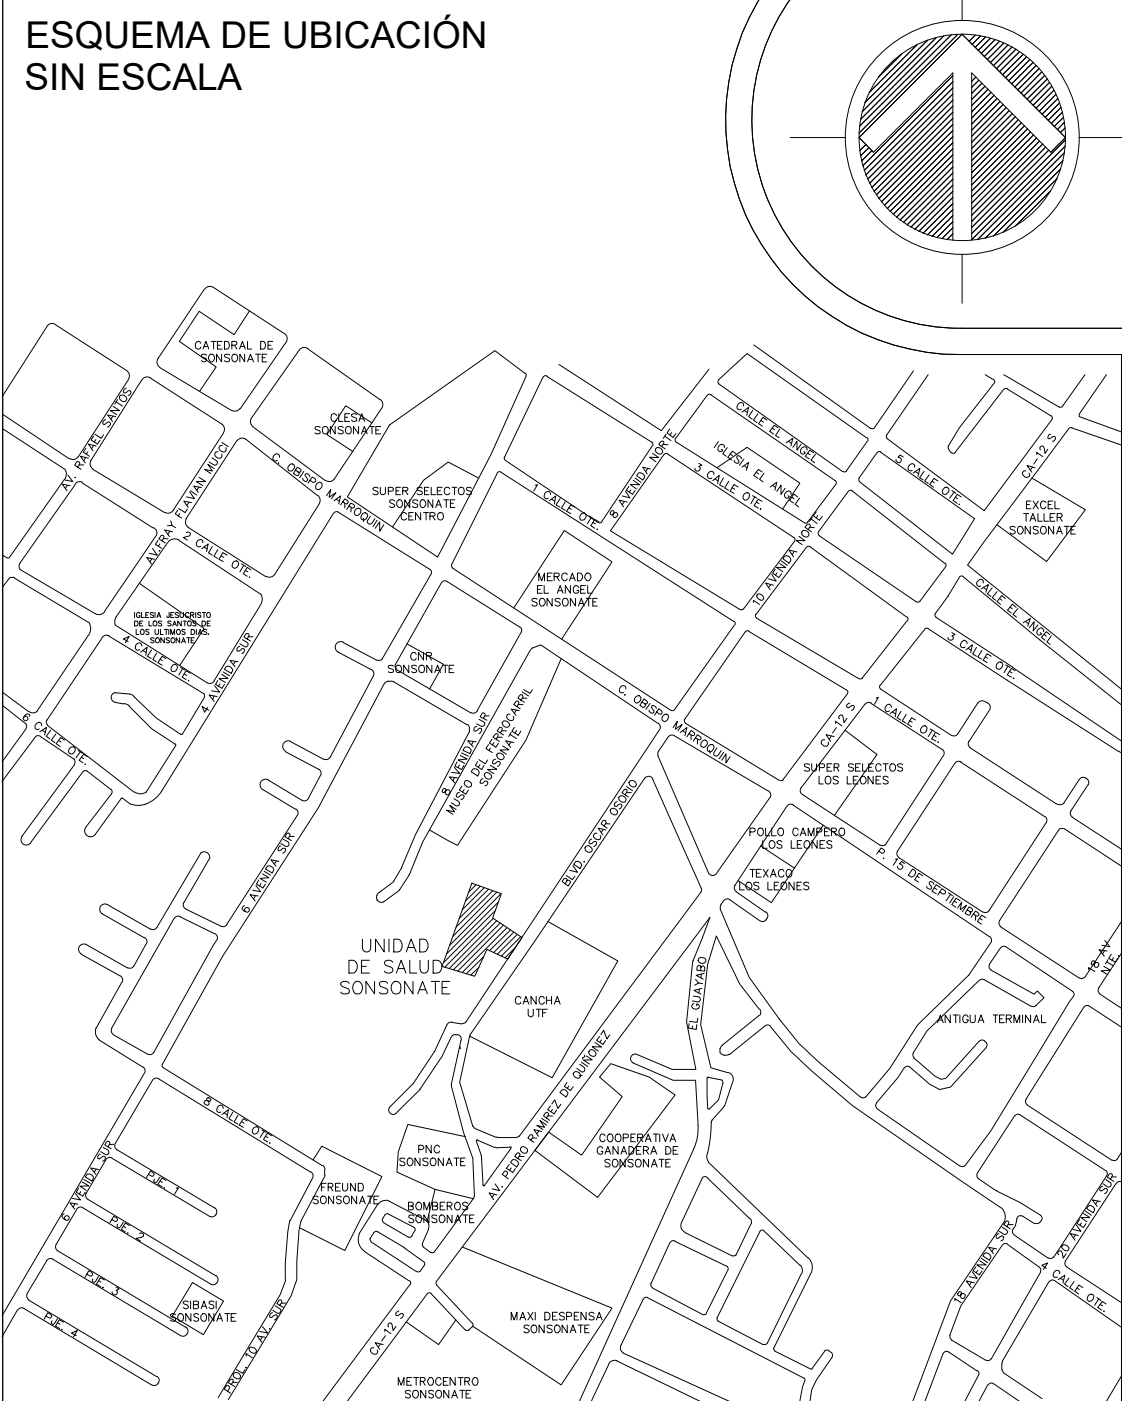 ESQUEMA DE UBICACIÓN
SIN ESCALA
CATEDRAL DE
SONSONATE
AV. RAFAEL SANTOS
CLESA
SONSONATE
C. OBISPO MARROQUIN
AV.FRAY FLAVIAN MUCCI
SUPER SELECTOS
SONSONATE
CENTRO
1 CALLE OTE.
8 AVENIDA NORTE
CALLE EL ANGEL
IGLESIA EL ANGEL
3 CALLE OTE.
5 CALLE OTE.
CA-12 S
EXCEL
TALLER
SONSONATE
10 AVENIDA NORTE
2 CALLE OTE.
MERCADO
EL ANGEL
SONSONATE
CALLE EL ANGEL
IGLESIA JESUCRISTO
DE LOS SANTOS DE
LOS ULTIMOS DIAS.
SONSONATE
4 CALLE OTE.
4 AVENIDA SUR
CNR
SONSONATE
3 CALLE OTE.
C. OBISPO MARROQUIN
1 CALLE OTE.
CA-12 S
6 CALLE OTE.
8 AVENIDA SUR
MUSEO DEL FERROCARRIL
SONSONATE
SUPER SELECTOS
LOS LEONES
BLVD. OSCAR OSORIO
POLLO CAMPERO
LOS LEONES
TEXACO
LOS LEONES
P. 15 DE SEPTIEMBRE
6 AVENIDA SUR
UNIDAD
DE SALUD
SONSONATE
18 AV
NTE.
EL GUAYABO
CANCHA
UTF
ANTIGUA TERMINAL
AV. PEDRO RAMIREZ DE QUIÑONEZ
8 CALLE OTE.
COOPERATIVA
GANADERA DE
SONSONATE
PNC
SONSONATE
6 AVENIDA SUR
PJE. 1
FREUND
SONSONATE
BOMBEROS
SONSONATE
20 AVENIDA SUR
PJE. 2
18 AVENIDA SUR
4 CALLE OTE.
PJE. 3
SIBASI
SONSONATE
PJE. 4
MAXI DESPENSA
SONSONATE
CA-12 S
PROL. 10 AV. SUR
METROCENTRO
SONSONATE